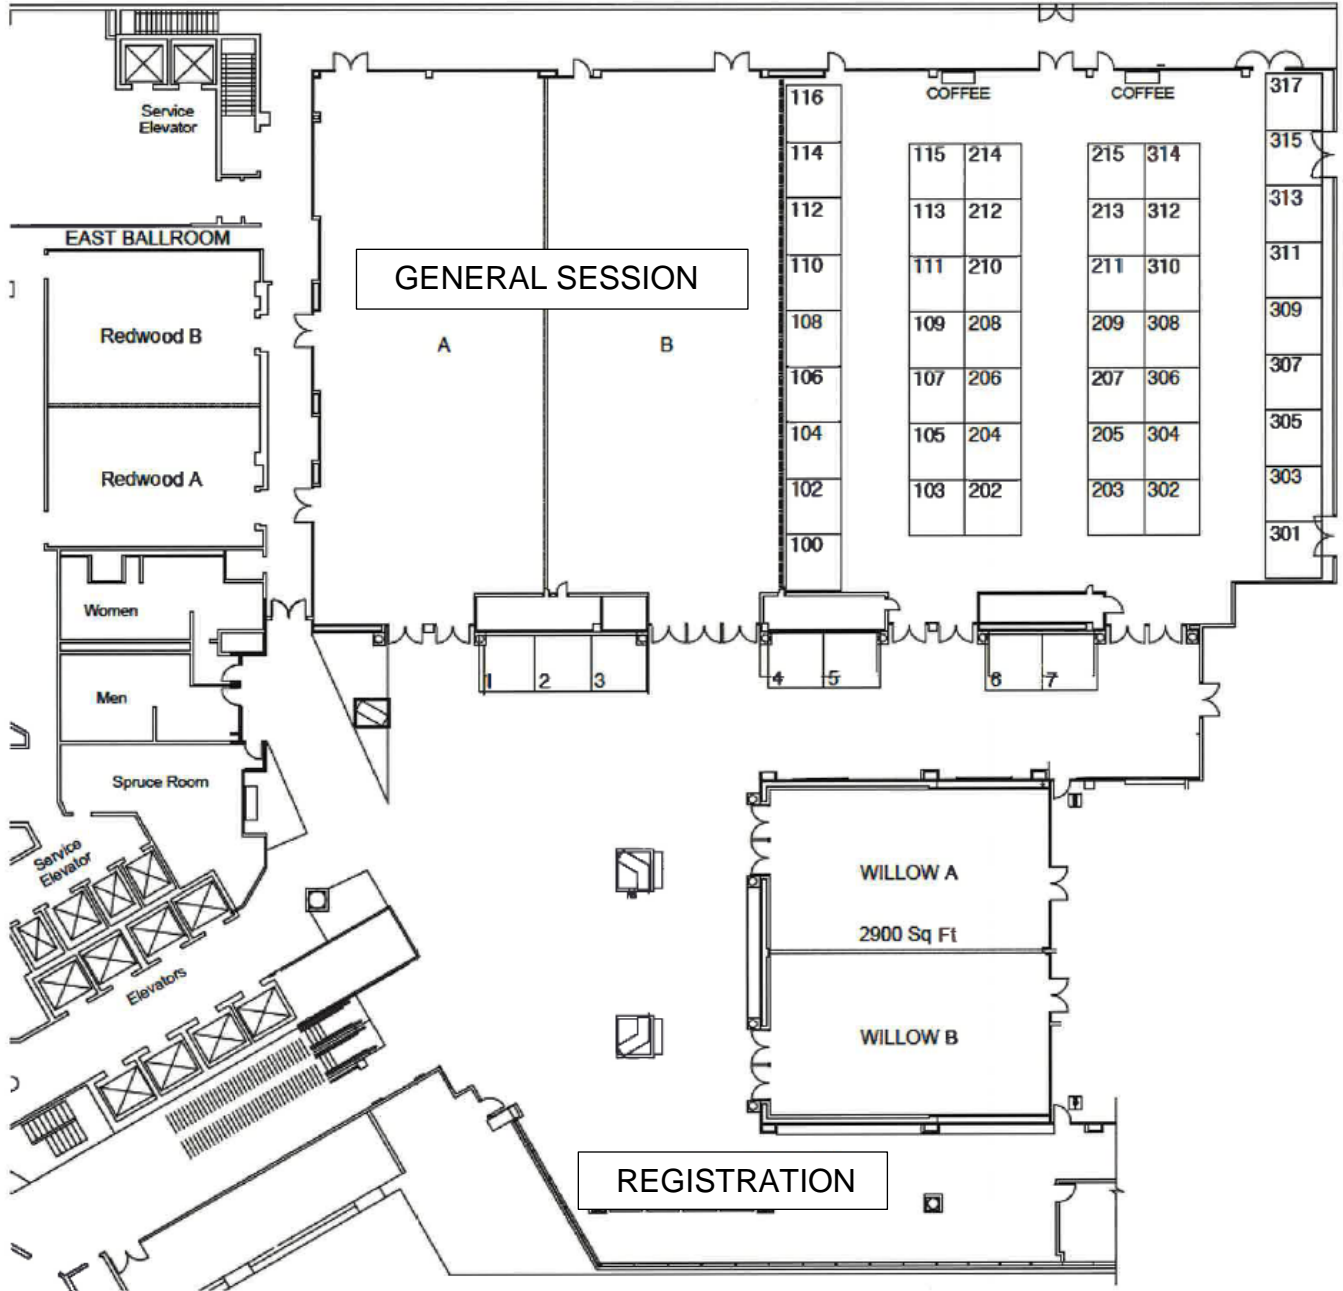 Service
Elevator
COFFEE
COFFEE
116
317
114
115 214
215 314
315
112
113 212
213 312
313
EAST BALLROOM
GENERAL SESSION
110
111 210
211 310
311
Redwood B
A
B
108
109 208
209 308
309
106
107 206
207 306
307
104
105 204
205 304
305
Redwood A
102
103 202
203 302
303
100
301
Women
1 2 3
4 5
6 7
Men
Spruce Room
Service
Elevator
WILLOW A
2900 Sq Ft
Elevators
WILLOW B
REGISTRATION